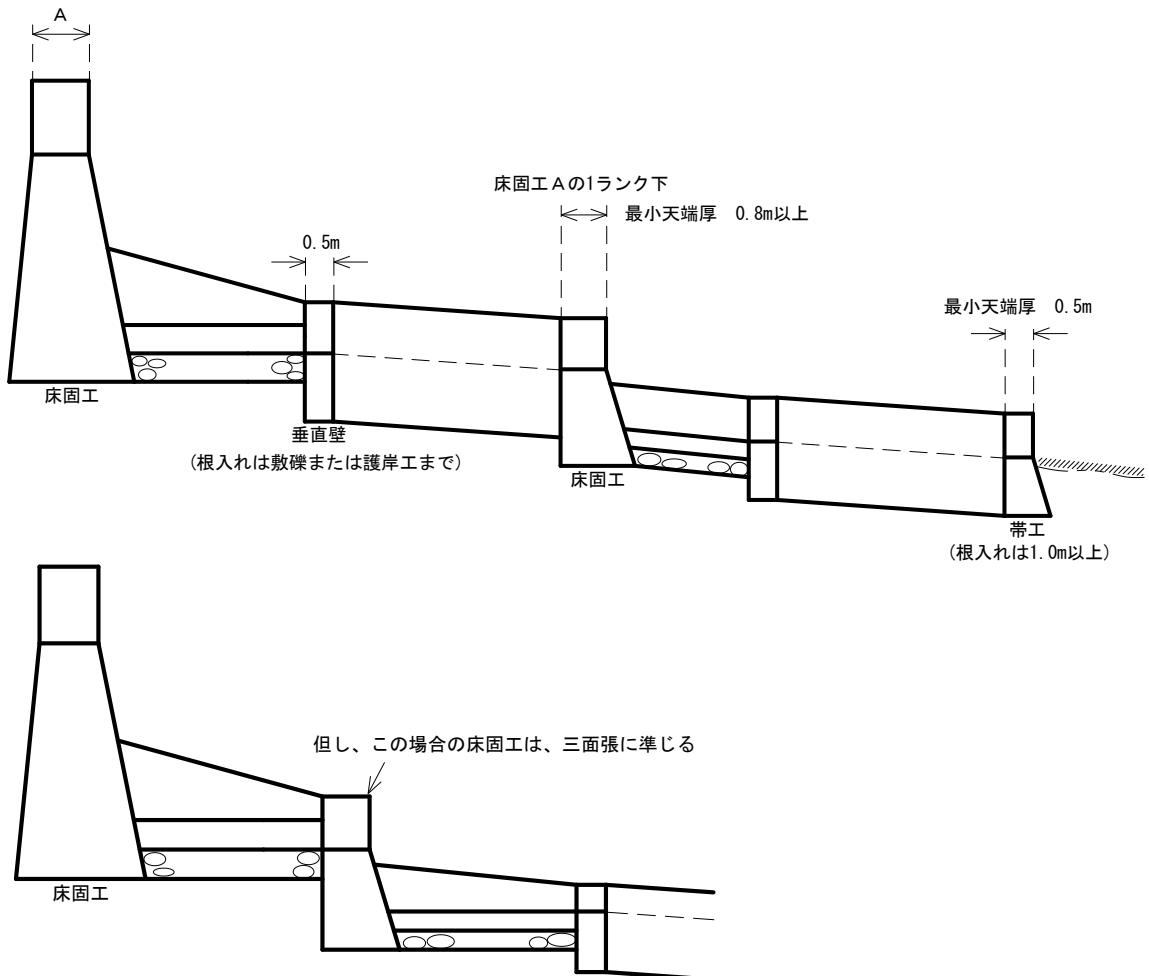 A
床固工Aの1ランク下
最小天端厚 0.8m以上
0.5m
最小天端厚 0.5m
床固工
垂直壁
(根入れは敷礫または護岸工まで)
床固工
帯工
(根入れは1.0m以上)
但し、この場合の床固工は、三面張に準じる
床固工